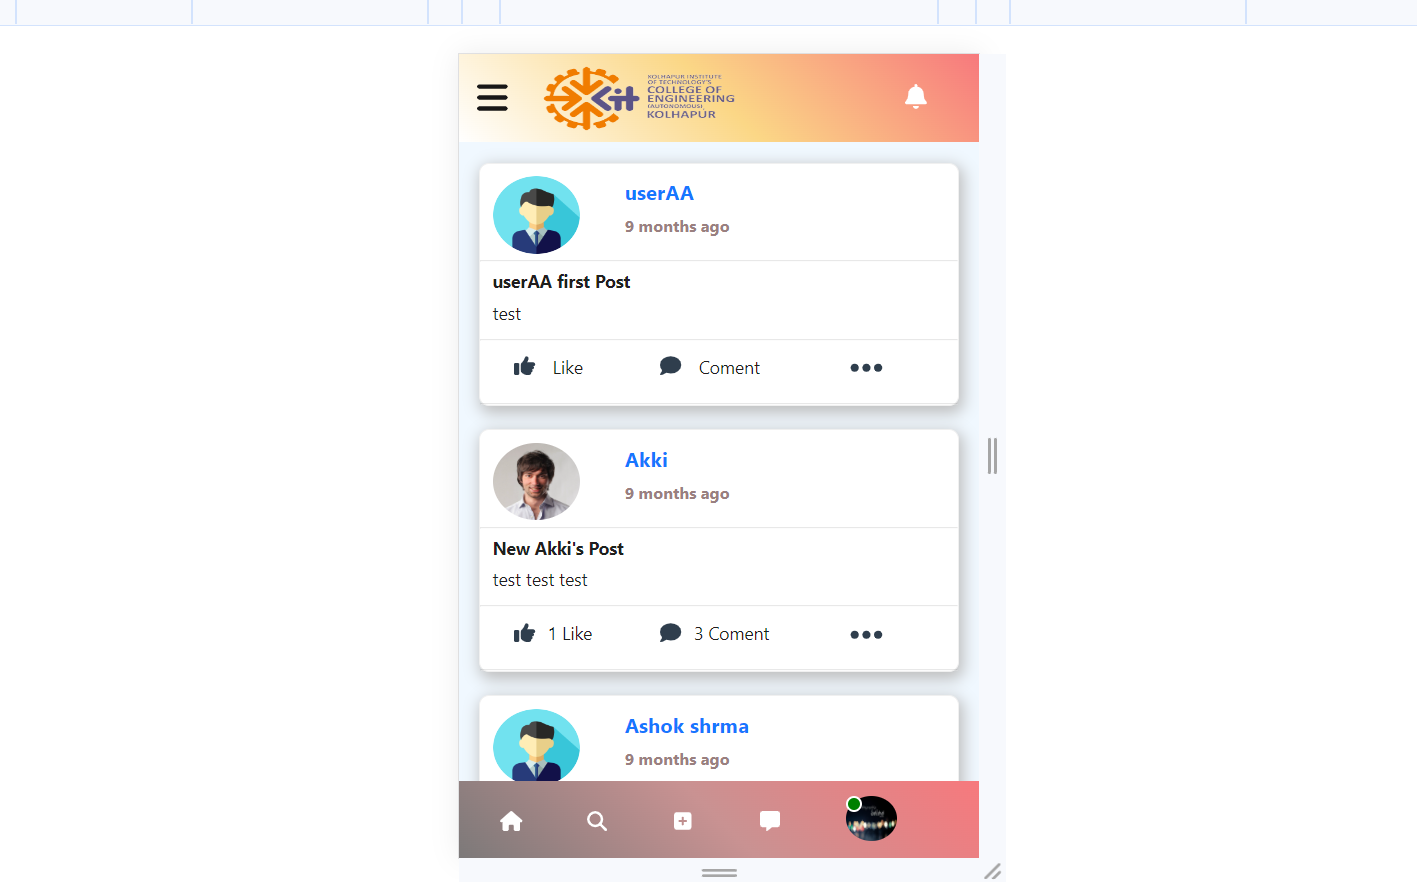 KOLHAPUR INSTITUTE
OF TECHNOLOGY'S
COLLEGE OF
ENGINEERING
(AUTONOMOUS)
KOLHAPUR
kit
userAA
9 months ago
userAA first Post
test
Like
Coment
Akki
9 months ago
New Akki's Post
test test test
1 Like
3 Coment
Ashok shrma
9 months ago